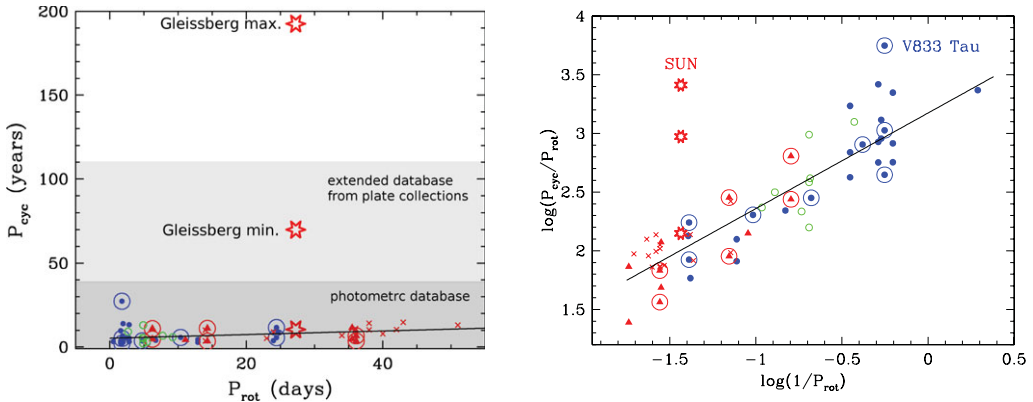 200
150
100
50
0
P_cyc (years)
Gleissberg max.
extended database
from plate collections
Gleissberg min.
photometrc database
0 20 40
P_rot (days)
4
3.5
3
2.5
2
1.5
log(P_cyc/P_rot)
V833 Tau
SUN
−1.5 −1 −0.5 0 0.5
log(1/P_rot)